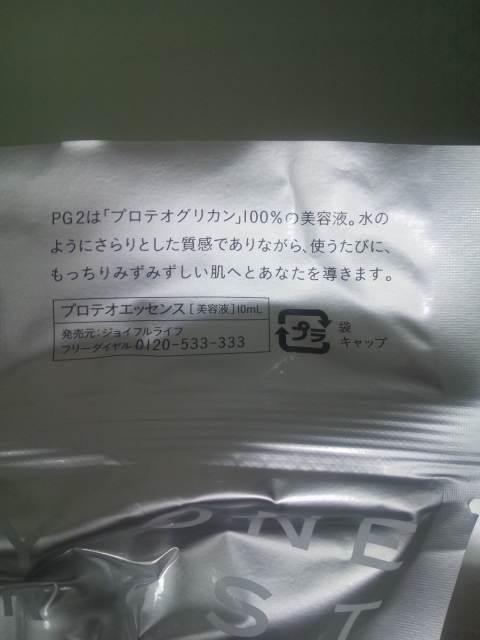 PG2は「プロテオグリカン」100%の美容液。水の
ようにさらりとした質感でありながら、使うたびに、
もっちりみずみずしい肌へとあなたを導きます。
プロテオエッセンス［美容液］10mL
発売元:ジョイフルライフ
フリーダイヤル 0120-533-333
プラ
袋
キャップ
ONE
ST